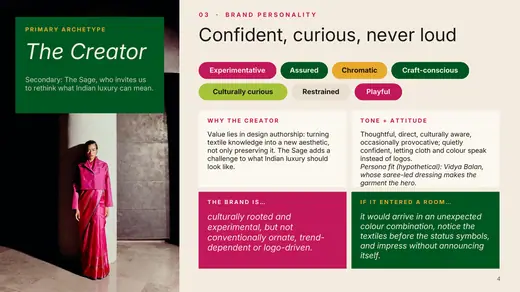 PRIMARY ARCHETYPE
The Creator
Secondary: The Sage, who invites us
to rethink what Indian luxury can mean.
03 · BRAND PERSONALITY
Confident, curious, never loud
Experimentative
Assured
Chromatic
Craft-conscious
Culturally curious
Restrained
Playful
WHY THE CREATOR
Value lies in design authorship: turning
textile knowledge into a new aesthetic,
not only preserving it. The Sage adds a
challenge to what Indian luxury should
look like.
TONE + ATTITUDE
Thoughtful, direct, culturally aware,
occasionally provocative; quietly
confident, letting cloth and colour speak
instead of logos.
Persona fit (hypothetical): Vidya Balan,
whose saree-led dressing makes the
garment the hero.
THE BRAND IS…
culturally rooted and
experimental, but not
conventionally ornate, trend-
dependent or logo-driven.
IF IT ENTERED A ROOM…
it would arrive in an unexpected
colour combination, notice the
textiles before the status symbols,
and impress without announcing
itself.
4